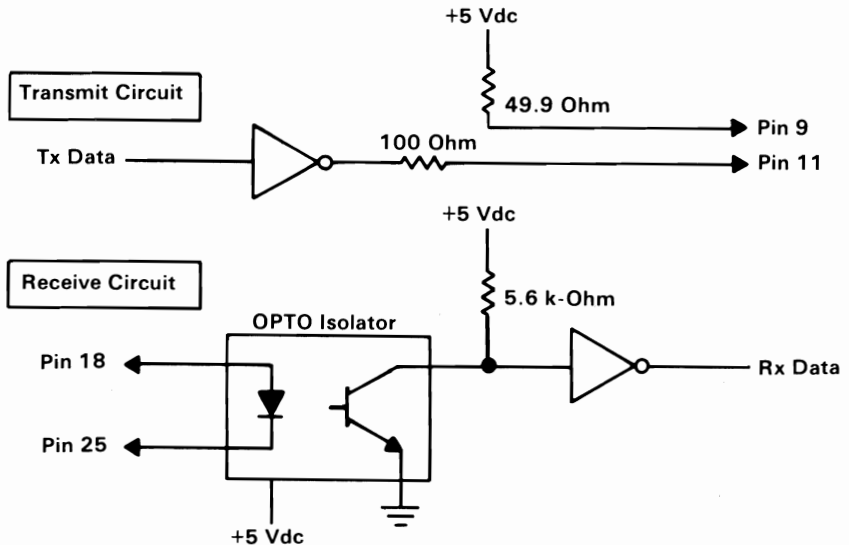 +5 Vdc
Transmit Circuit
49.9 Ohm
Pin 9
100 Ohm
Tx Data
Pin 11
+5 Vdc
Receive Circuit
5.6 k-Ohm
OPTO Isolator
Pin 18
Rx Data
Pin 25
+5 Vdc